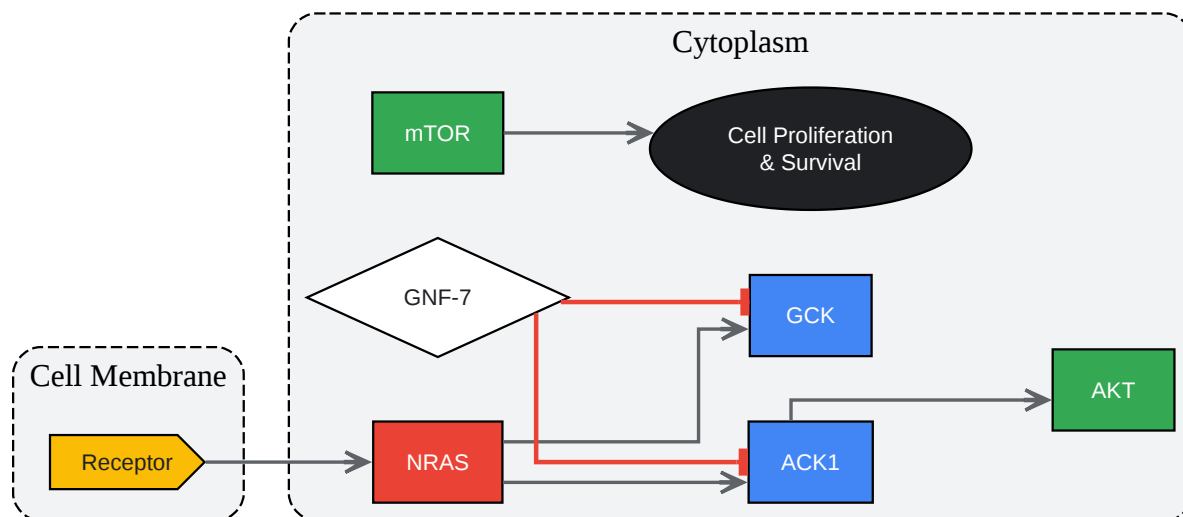 Cytoplasm
mTOR
Cell Proliferation
& Survival
GNF-7
GCK
Cell Membrane
AKT
Receptor
NRAS
ACK1